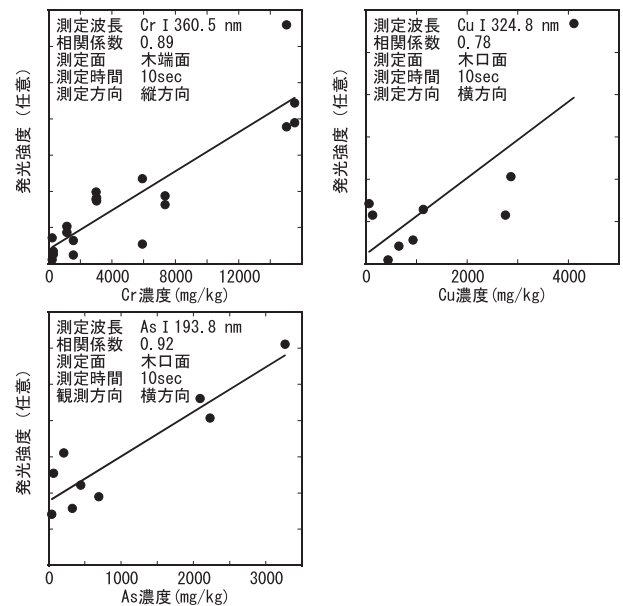 測定波長 Cr I 360.5 nm
相関係数 0.89
測定面 木端面
測定時間 10sec
測定方向 縦方向
発光強度 (任意)
0 4000 8000 12000
Cr濃度(mg/kg)
測定波長 Cu I 324.8 nm
相関係数 0.78
測定面 木口面
測定時間 10sec
測定方向 横方向
発光強度 (任意)
0 2000 4000
Cu濃度(mg/kg)
測定波長 As I 193.8 nm
相関係数 0.92
測定面 木口面
測定時間 10sec
観測方向 横方向
発光強度 (任意)
0 1000 2000 3000
As濃度(mg/kg)